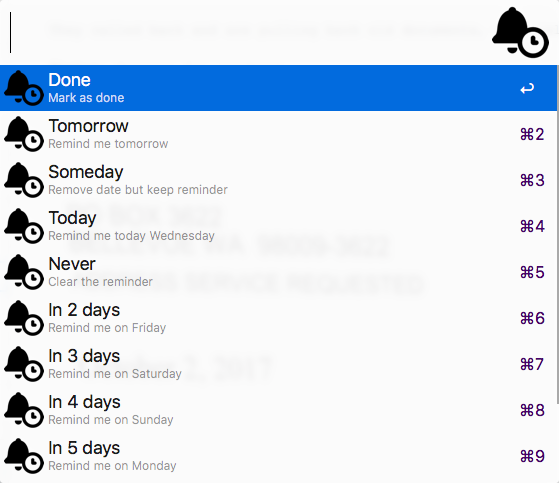 Done
Mark as done
↩
Tomorrow
Remind me tomorrow
⌘2
Someday
Remove date but keep reminder
⌘3
Today
Remind me today Wednesday
⌘4
Never
Clear the reminder
⌘5
In 2 days
Remind me on Friday
⌘6
In 3 days
Remind me on Saturday
⌘7
In 4 days
Remind me on Sunday
⌘8
In 5 days
Remind me on Monday
⌘9